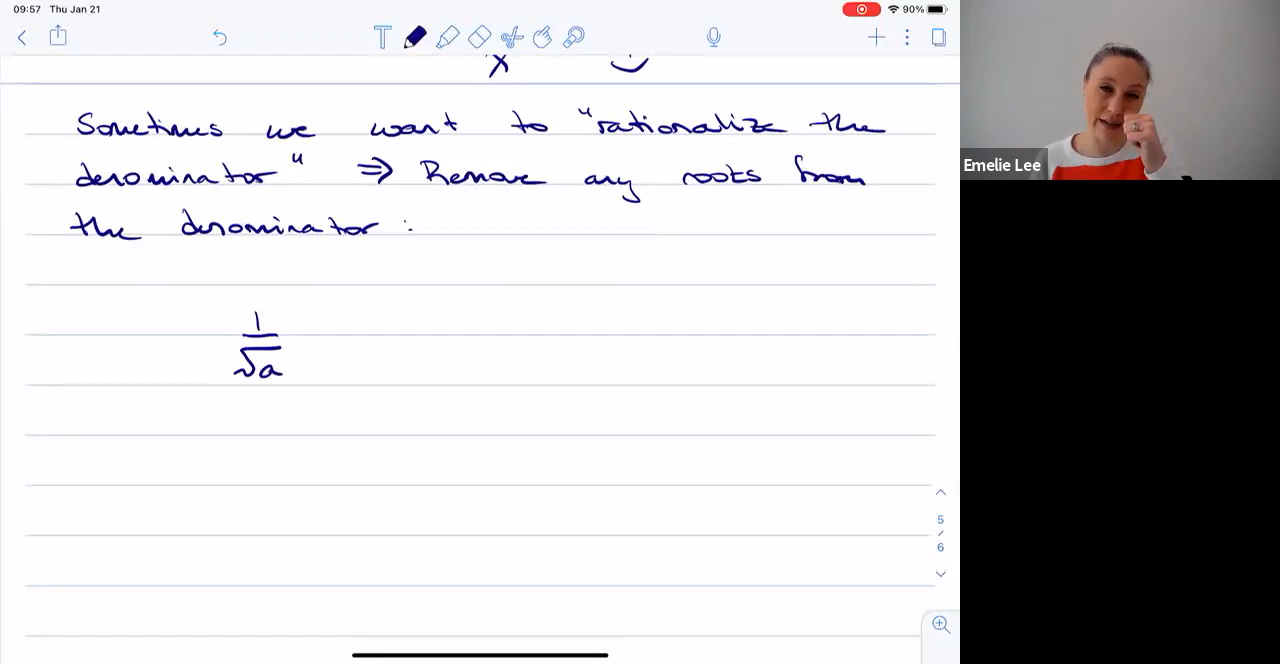 09:57 Thu Jan 21
90%
T
Sometimes we want to "rationalize the
denominator" ⇒ Remove any roots from
the denominator :
1
√a
5
/
6
Emelie Lee